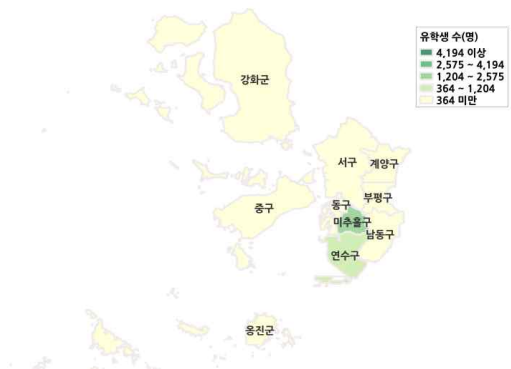 유학생 수(명)
4,194 이상
2,575 ~ 4,194
1,204 ~ 2,575
364 ~ 1,204
364 미만
강화군
서구
계양구
동구
부평구
중구
미추홀구
남동구
연수구
옹진군